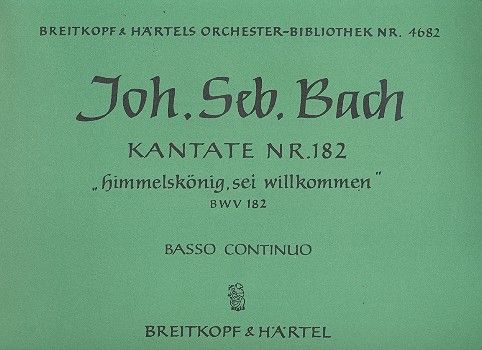 BREITKOPF & HÄRTELS ORCHESTER-BIBLIOTHEK NR. 4682
Joh. Seb. Bach
KANTATE NR. 182
„Himmelskönig, sei willkommen"
BWV 182
BASSO CONTINUO
BREITKOPF & HÄRTEL